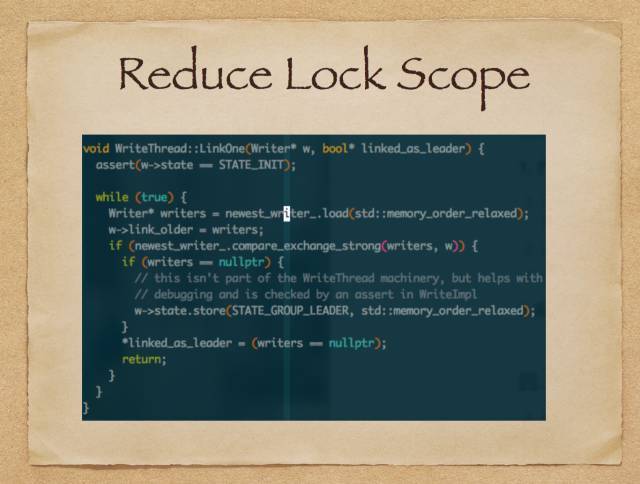 Reduce Lock Scope
void WriteThread::LinkOne(Writer* w, bool* linked_as_leader) {
  assert(w->state == STATE_INIT);

  while (true) {
    Writer* writers = newest_writer_.load(std::memory_order_relaxed);
    w->link_older = writers;
    if (newest_writer_.compare_exchange_strong(writers, w)) {
      if (writers == nullptr) {
        // this isn't part of the WriteThread machinery, but helps with
        // debugging and is checked by an assert in WriteImpl
        w->state.store(STATE_GROUP_LEADER, std::memory_order_relaxed);
      }
      *linked_as_leader = (writers == nullptr);
      return;
    }
  }
}